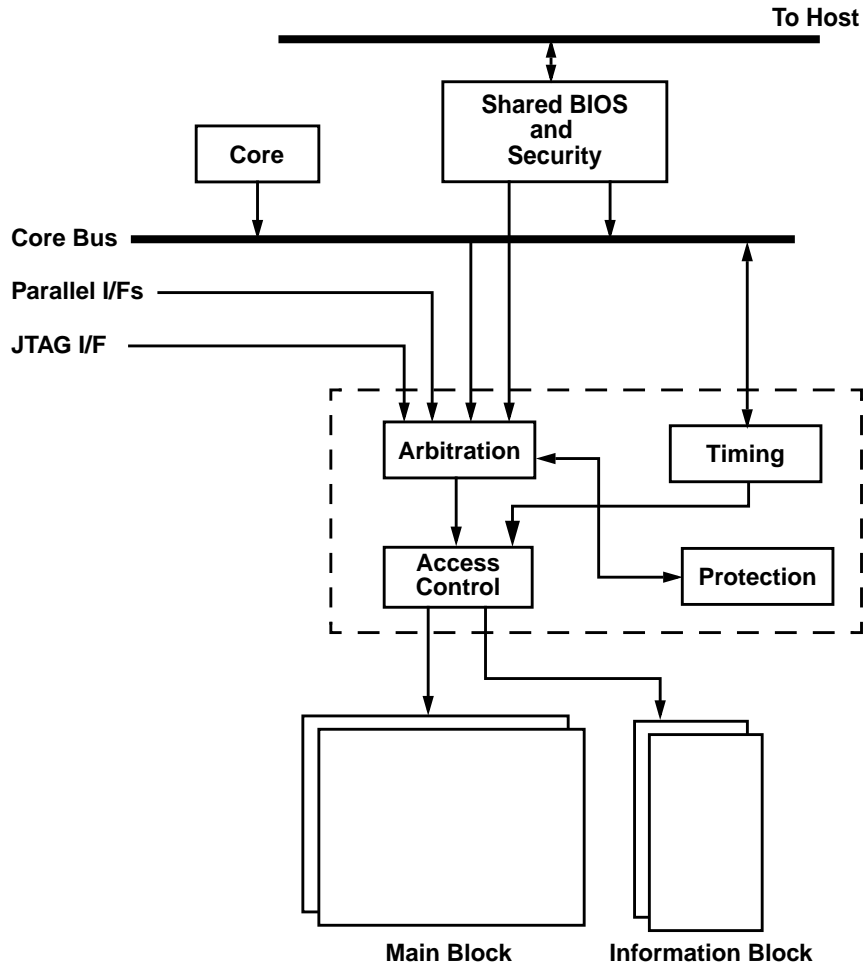 To Host
Shared BIOS
and
Security
Core
Core Bus
Parallel I/Fs
JTAG I/F
Arbitration
Timing
Access
Control
Protection
Main Block
Information Block